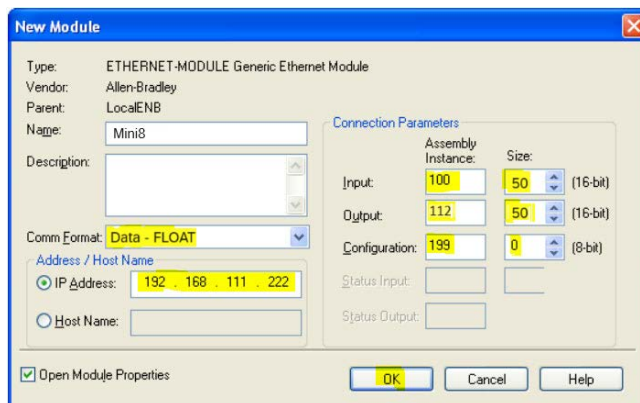 New Module
Type: ETHERNET-MODULE Generic Ethernet Module
Vendor: Allen-Bradley
Parent: LocalENB
Name: Mini8
Description:
Comm Format: Data - FLOAT
Address / Host Name
IP Address: 192 . 168 . 111 . 222
Host Name:
Connection Parameters
Assembly Instance: Size:
Input: 100 50 (16-bit)
Output: 112 50 (16-bit)
Configuration: 199 0 (8-bit)
Status Input:
Status Output:
Open Module Properties
OK Cancel Help